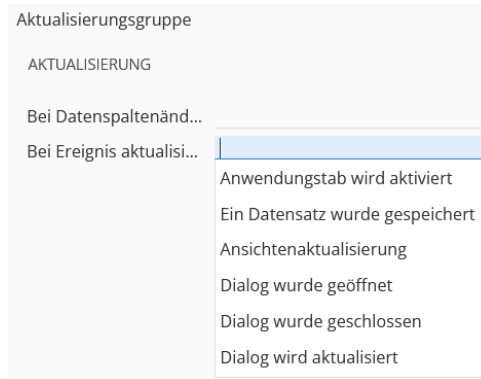 Aktualisierungsgruppe
AKTUALISIERUNG
Bei Datenspaltenänd...
Bei Ereignis aktualisi...
Anwendungstab wird aktiviert
Ein Datensatz wurde gespeichert
Ansichtenaktualisierung
Dialog wurde geöffnet
Dialog wurde geschlossen
Dialog wird aktualisiert